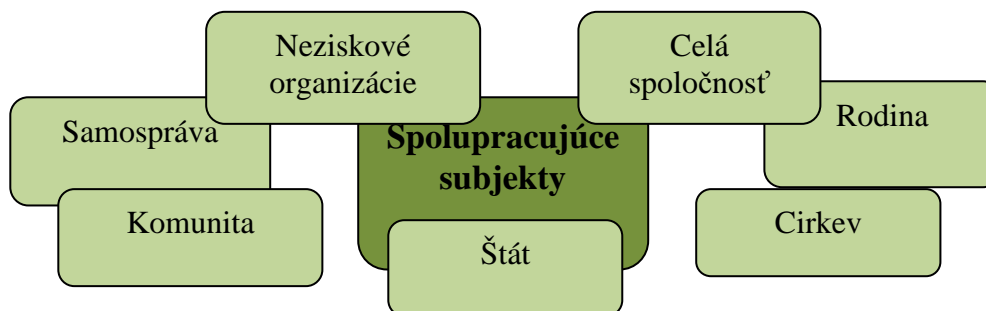 Neziskové
organizácie
Celá
spoločnosť
Samospráva
Spolupracujúce
subjekty
Rodina
Komunita
Štát
Cirkev